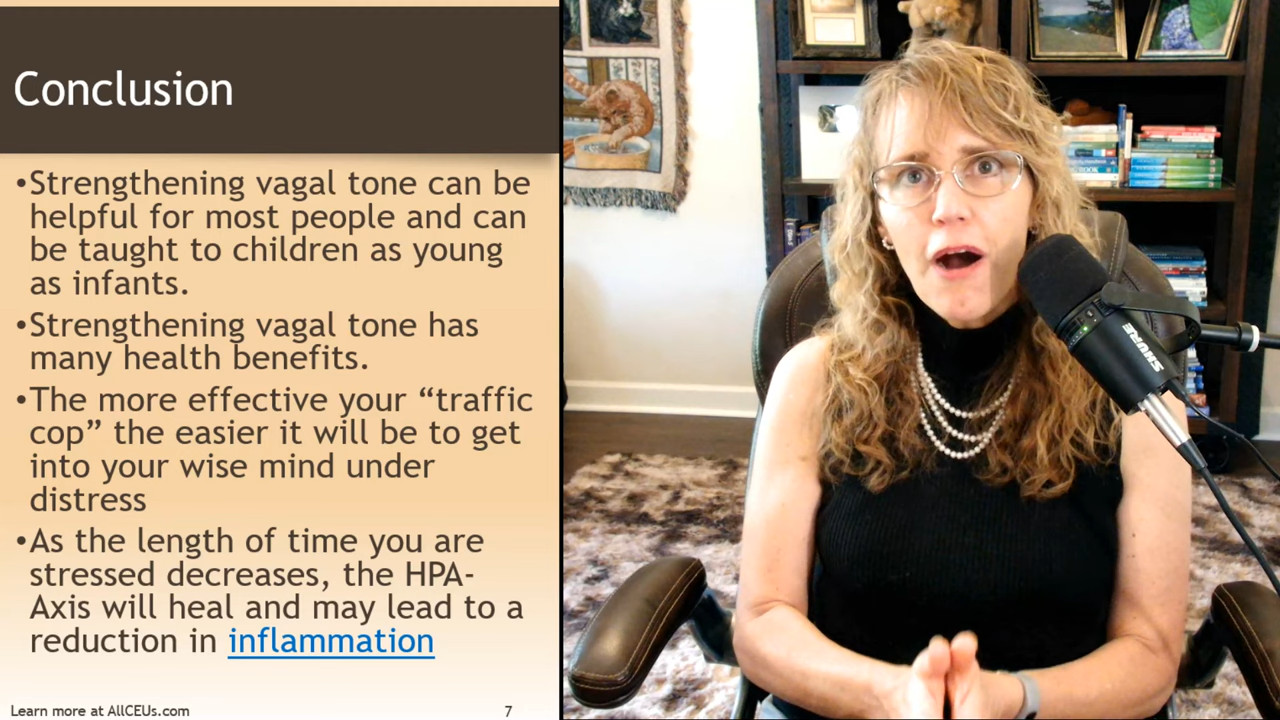 Conclusion
•Strengthening vagal tone can be
helpful for most people and can
be taught to children as young
as infants.
•Strengthening vagal tone has
many health benefits.
•The more effective your “traffic
cop” the easier it will be to get
into your wise mind under
distress
•As the length of time you are
stressed decreases, the HPA-
Axis will heal and may lead to a
reduction in inflammation
Learn more at AllCEUs.com
7
SHURE